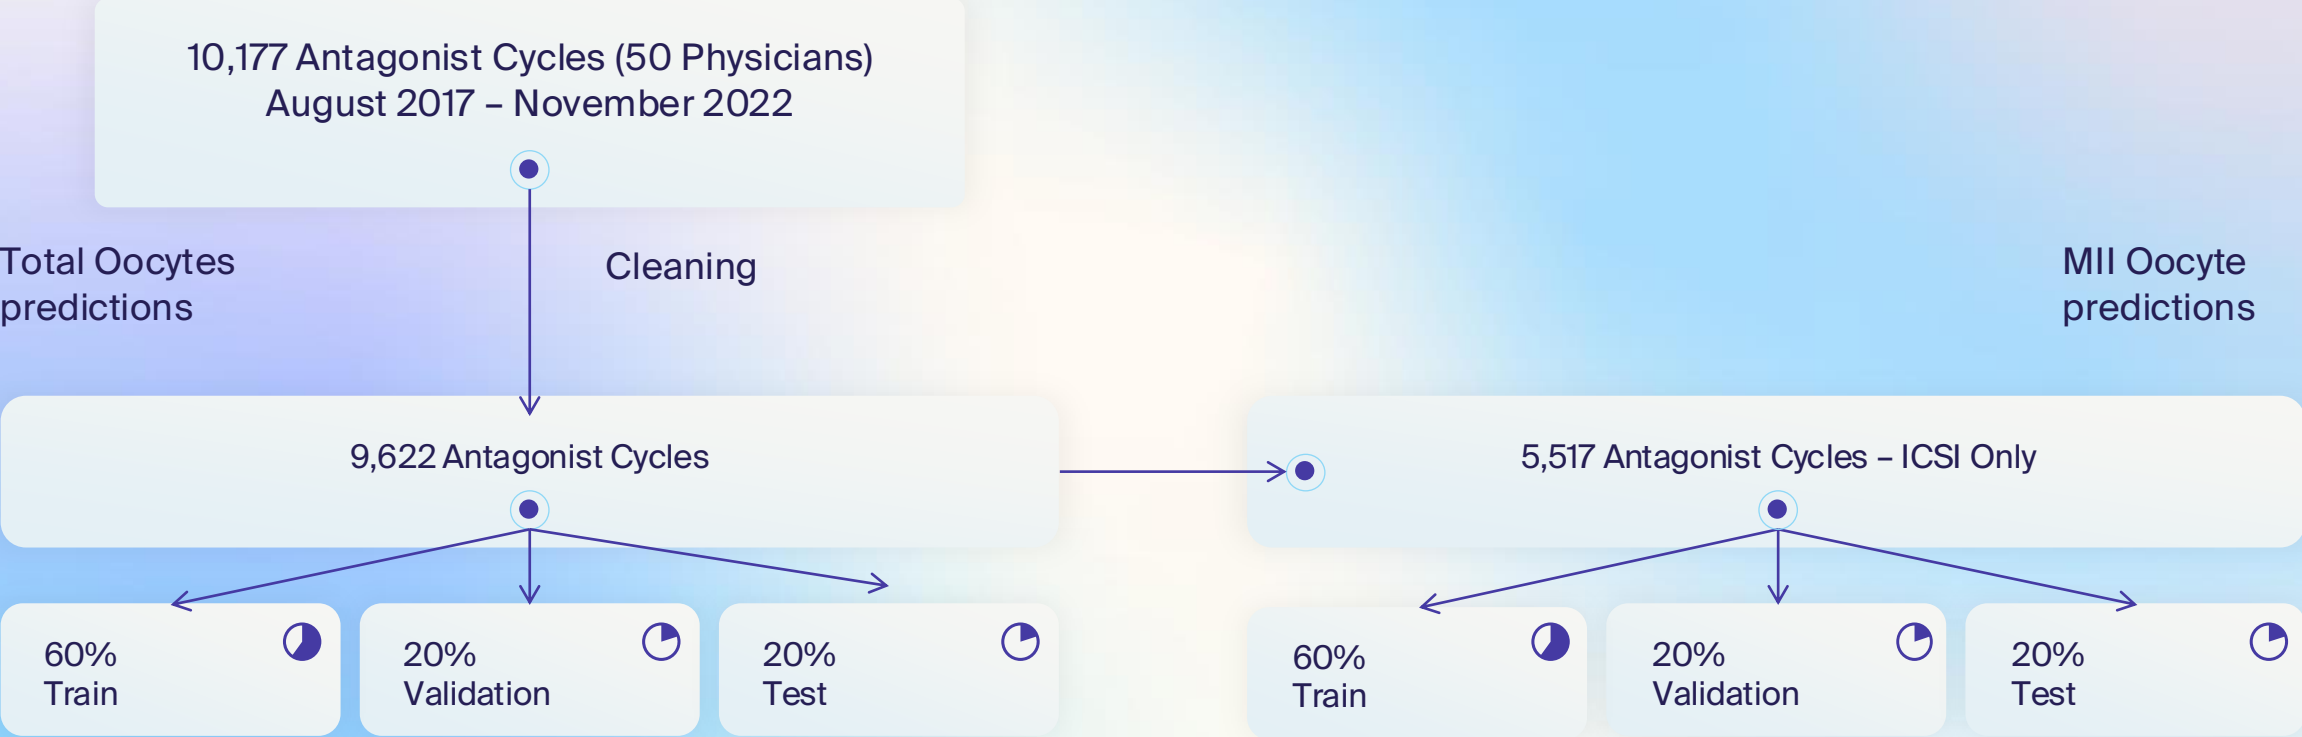 10,177 Antagonist Cycles (50 Physicians)
August 2017 – November 2022
Total Oocytes
predictions
Cleaning
MII Oocyte
predictions
9,622 Antagonist Cycles
5,517 Antagonist Cycles – ICSI Only
60%
Train
20%
Validation
20%
Test
60%
Train
20%
Validation
20%
Test